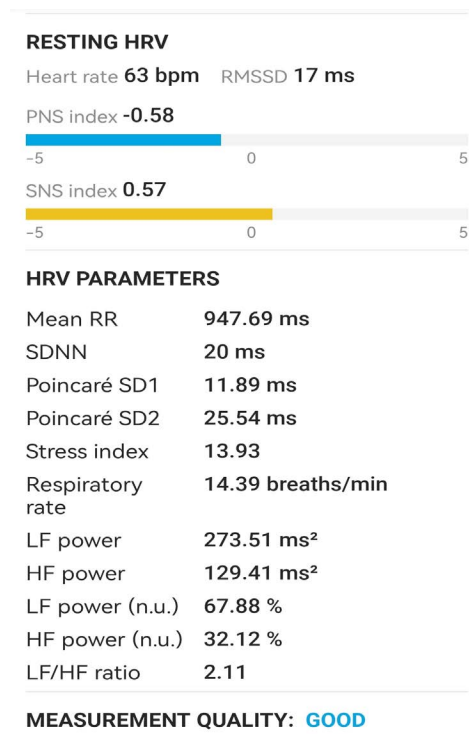 RESTING HRV
Heart rate 63 bpm RMSSD 17 ms
PNS index -0.58
-5 0 5
SNS index 0.57
-5 0 5
HRV PARAMETERS
Mean RR 947.69 ms
SDNN 20 ms
Poincaré SD1 11.89 ms
Poincaré SD2 25.54 ms
Stress index 13.93
Respiratory 14.39 breaths/min
rate
LF power 273.51 ms²
HF power 129.41 ms²
LF power (n.u.) 67.88 %
HF power (n.u.) 32.12 %
LF/HF ratio 2.11
MEASUREMENT QUALITY: GOOD